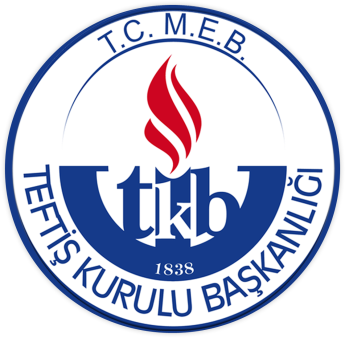 T.C. M.E.B.
tkb
1838
TEFTİŞ KURULU BAŞKANLIĞI